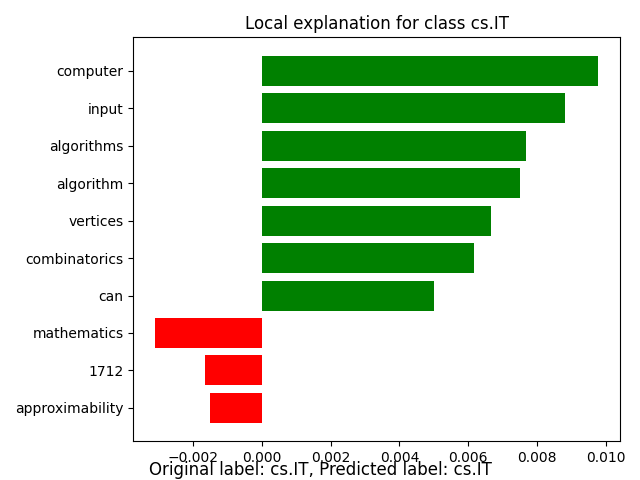 Local explanation for class cs.IT
computer
input
algorithms
algorithm
vertices
combinatorics
can
mathematics
1712
approximability
−0.002 0.000 0.002 0.004 0.006 0.008 0.010
Original label: cs.IT, Predicted label: cs.IT